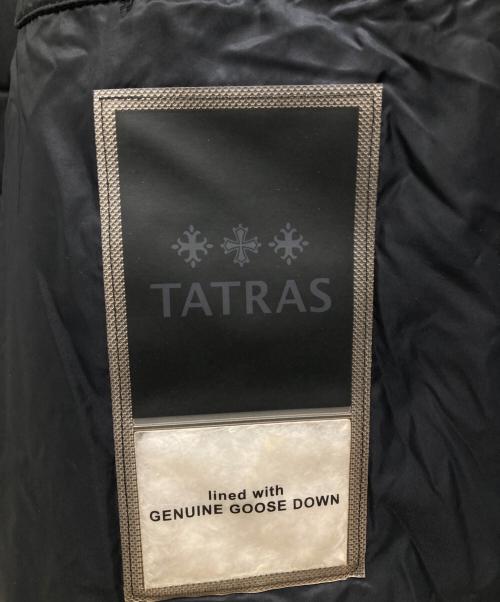 TATRAS
lined with
GENUINE GOOSE DOWN